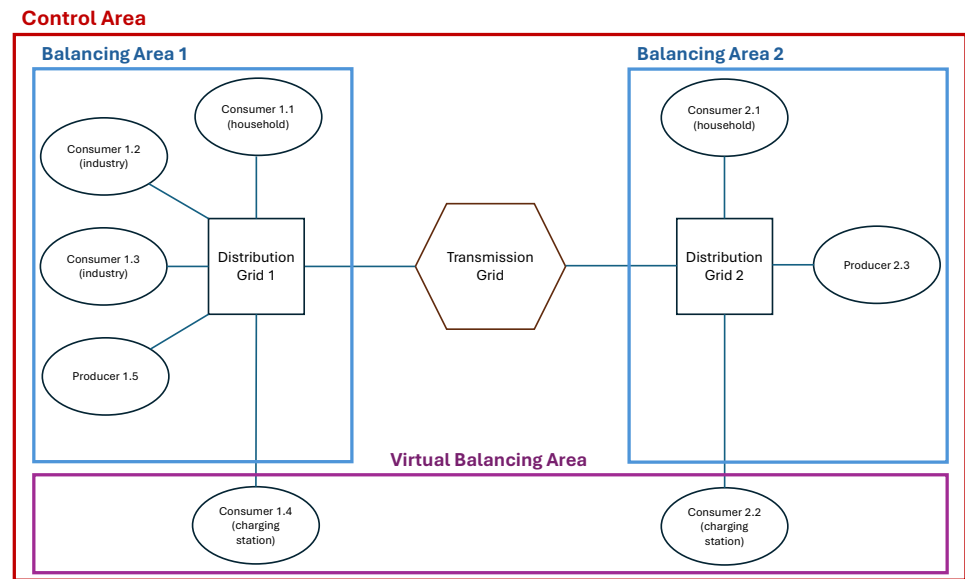 Control Area
Balancing Area 1
Balancing Area 2
Consumer 1.1
(household)
Consumer 2.1
(household)
Consumer 1.2
(industry)
Consumer 1.3
(industry)
Distribution
Grid 1
Transmission
Grid
Distribution
Grid 2
Producer 2.3
Producer 1.5
Virtual Balancing Area
Consumer 1.4
(charging
station)
Consumer 2.2
(charging
station)